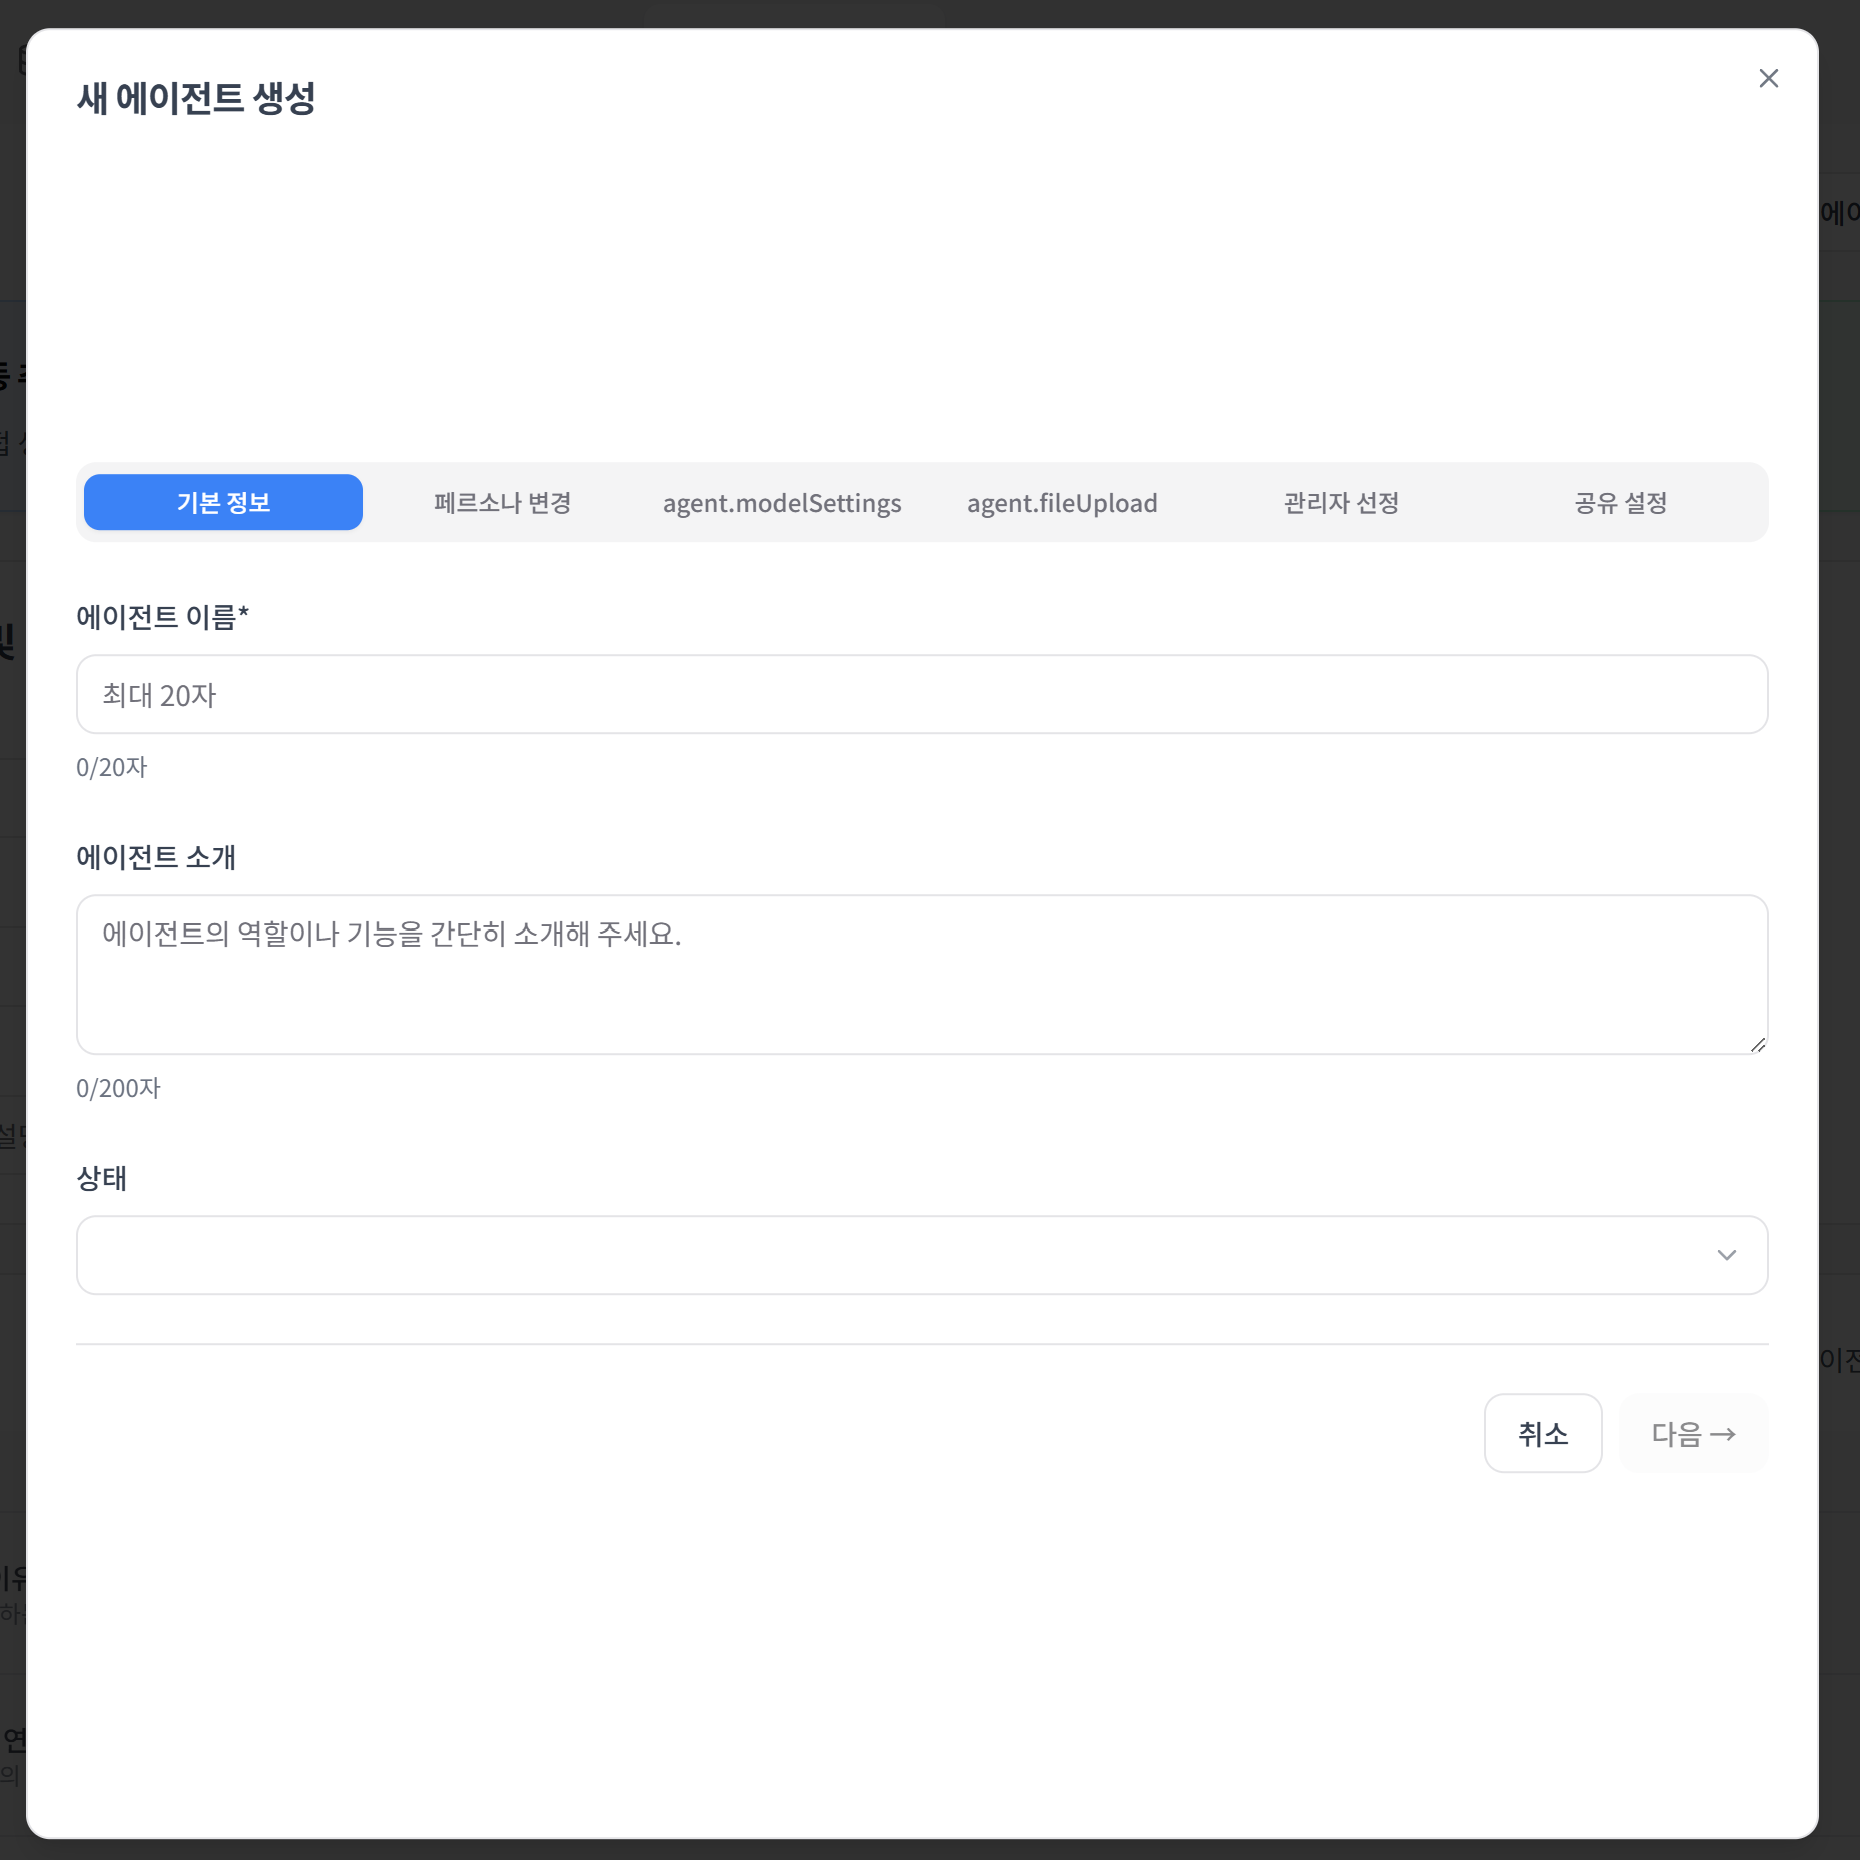 새 에이전트 생성
기본 정보 페르소나 변경 agent.modelSettings agent.fileUpload 관리자 선정 공유 설정
에이전트 이름*
최대 20자
0/20자
에이전트 소개
에이전트의 역할이나 기능을 간단히 소개해 주세요.
0/200자
상태
취소 다음 →